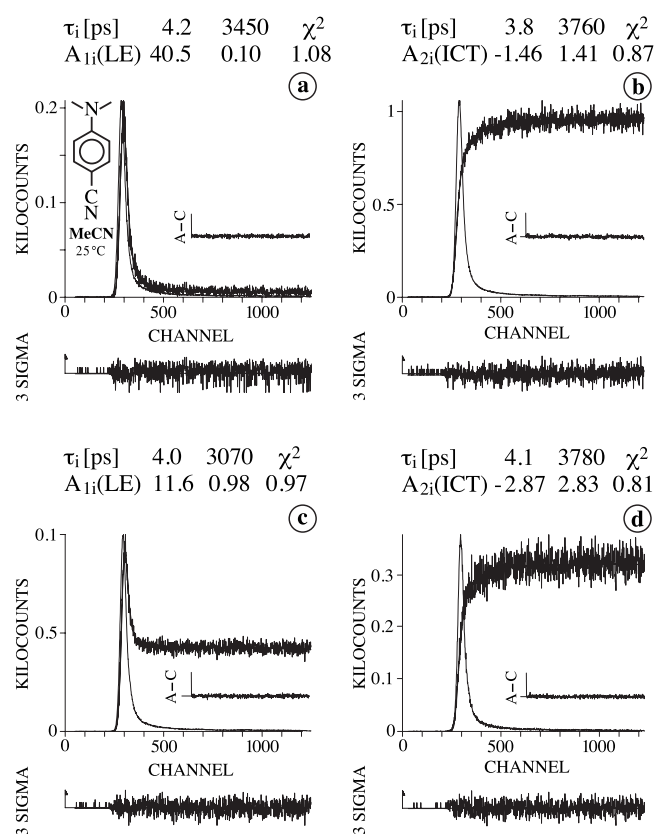 τi [ps] 4.2 3450 χ2
A1i(LE) 40.5 0.10 1.08
a
0.2
0.1
0
KILOCOUNTS
N
C
N
MeCN
25°C
A–C
0 500 1000
CHANNEL
3 SIGMA
τi [ps] 3.8 3760 χ2
A2i(ICT) -1.46 1.41 0.87
b
1
0.5
0
KILOCOUNTS
A–C
0 500 1000
CHANNEL
3 SIGMA
τi [ps] 4.0 3070 χ2
A1i(LE) 11.6 0.98 0.97
c
0.1
0.5
0
KILOCOUNTS
A–C
0 500 1000
CHANNEL
3 SIGMA
τi [ps] 4.1 3780 χ2
A2i(ICT) -2.87 2.83 0.81
d
0.3
0.2
0.1
0
KILOCOUNTS
A–C
0 500 1000
CHANNEL
3 SIGMA